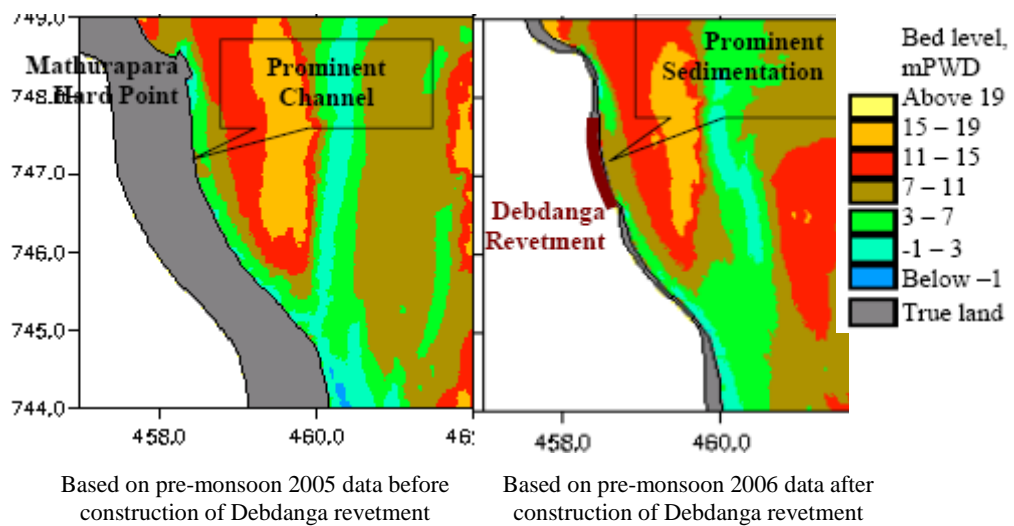 749.0
748.0
747.0
746.0
745.0
744.0
458.0
460.0
46
Mathurapara
Hard Point
Prominent
Channel
Prominent
Sedimentation
Debdanga
Revetment
458.0
460.0
Bed level,
mPWD
Above 19
15 – 19
11 – 15
7 – 11
3 – 7
-1 – 3
Below –1
True land
Based on pre-monsoon 2005 data before
construction of Debdanga revetment
Based on pre-monsoon 2006 data after
construction of Debdanga revetment